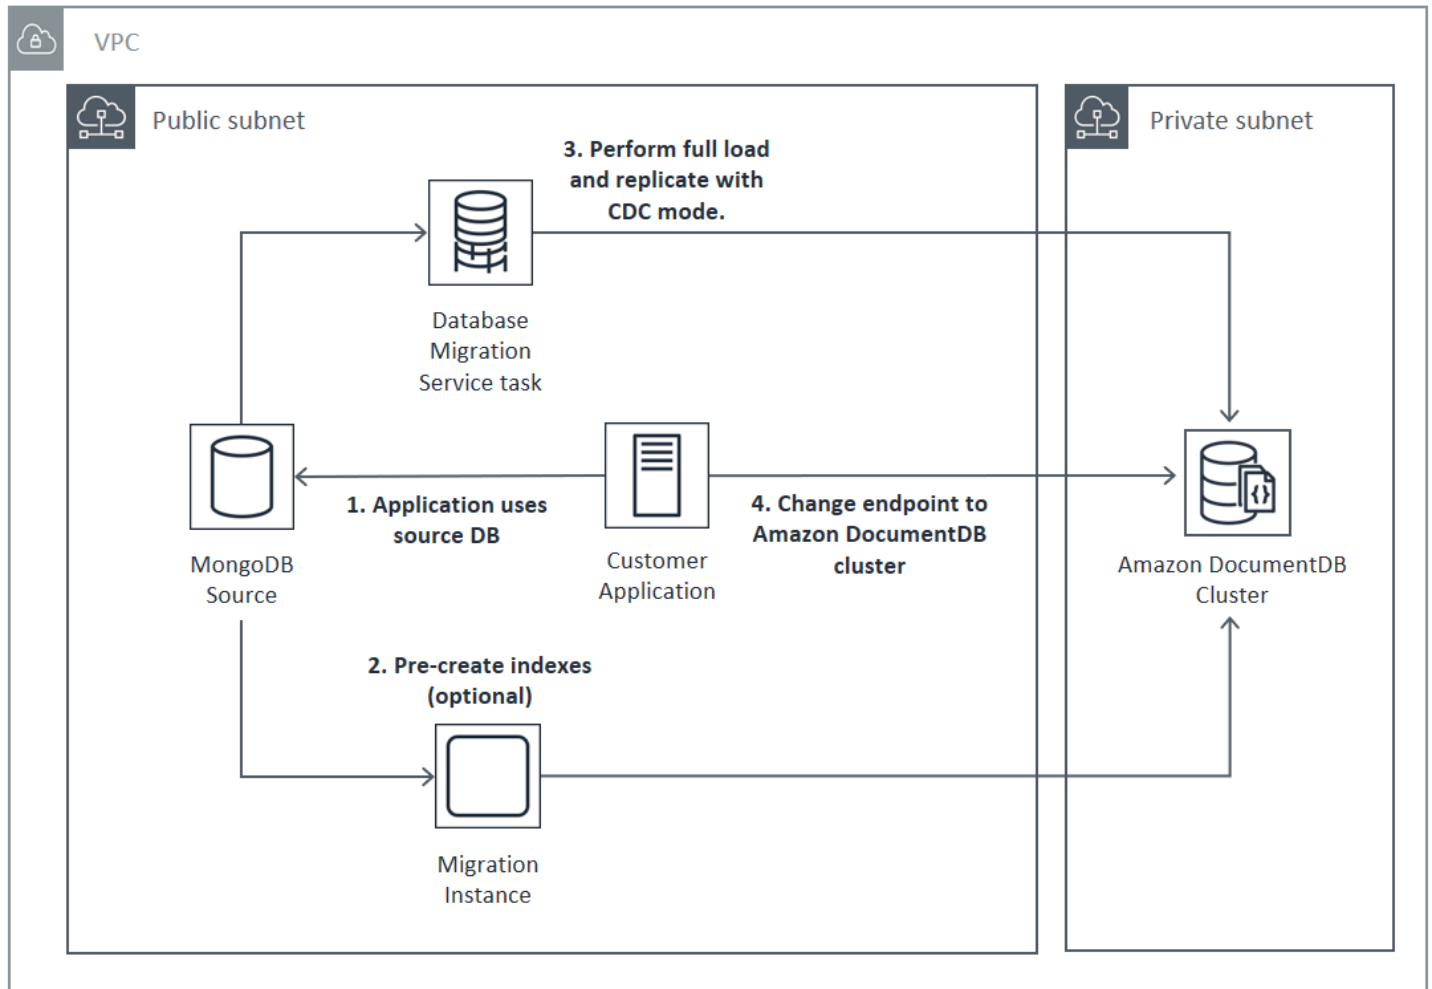 VPC
Public subnet
Private subnet
3. Perform full load
and replicate with
CDC mode.
Database
Migration
Service task
1. Application uses
source DB
4. Change endpoint to
Amazon DocumentDB
cluster
MongoDB
Source
Customer
Application
Amazon DocumentDB
Cluster
2. Pre-create indexes
(optional)
Migration
Instance